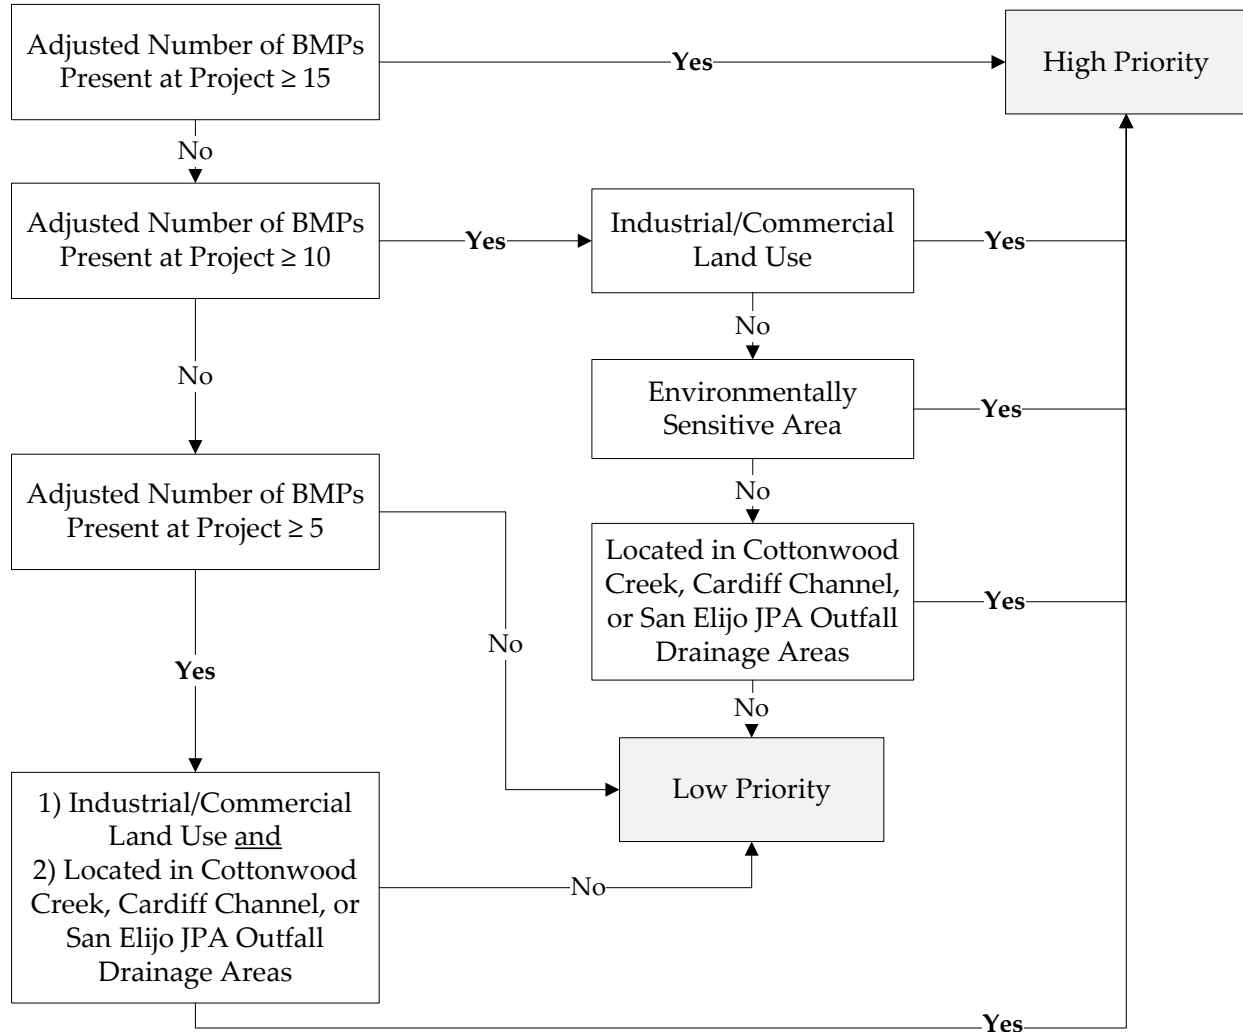 Adjusted Number of BMPs
Present at Project ≥ 15
Yes
High Priority
No
Adjusted Number of BMPs
Present at Project ≥ 10
Yes
Industrial/Commercial
Land Use
Yes
No
No
Environmentally
Sensitive Area
Yes
No
Adjusted Number of BMPs
Present at Project ≥ 5
No
Located in Cottonwood
Creek, Cardiff Channel,
or San Elijo JPA Outfall
Drainage Areas
Yes
Yes
No
Low Priority
1) Industrial/Commercial
Land Use and
2) Located in Cottonwood
Creek, Cardiff Channel, or
San Elijo JPA Outfall
Drainage Areas
No
Yes